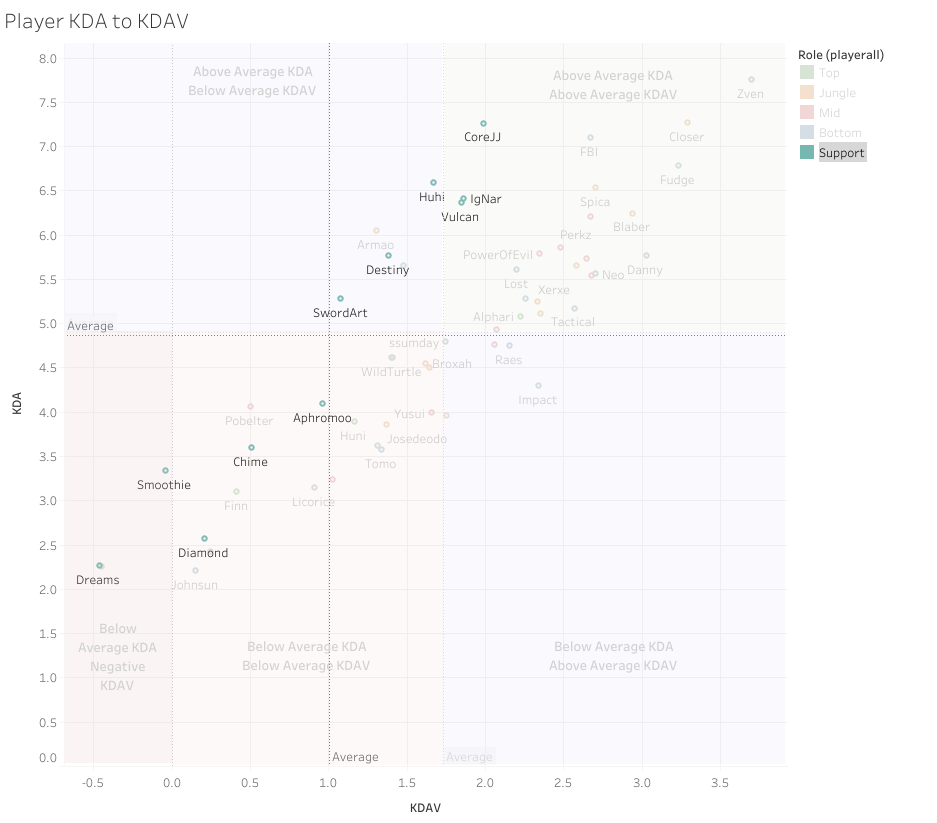 Player KDA to KDAV
Role (playerall)
Top
Jungle
Mid
Bottom
Support
8.0
7.5
7.0
6.5
6.0
5.5
5.0
4.5
4.0
3.5
3.0
2.5
2.0
1.5
1.0
0.5
0.0
KDA
Above Average KDA
Below Average KDAV
Above Average KDA
Above Average KDAV
Zven
CoreJJ
Closer
FBI
Fudge
Huhi
IgNar
Spica
Vulcan
Blaber
Armao
Perkz
PowerOfEvil
Destiny
Neo
Danny
Lost
Xerxe
SwordArt
Alphari
Tactical
Average
ssumday
Raes
WildTurtle
Broxah
Impact
Pobelter
Aphromoo
Yusui
Huni
Josedeodo
Chime
Tomo
Smoothie
Finn
Licorice
Diamond
Dreams
Johnsun
Below
Average KDA
Negative
KDAV
Below Average KDA
Below Average KDAV
Below Average KDA
Above Average KDAV
Average
Average
-0.5
0.0
0.5
1.0
1.5
2.0
2.5
3.0
3.5
KDAV